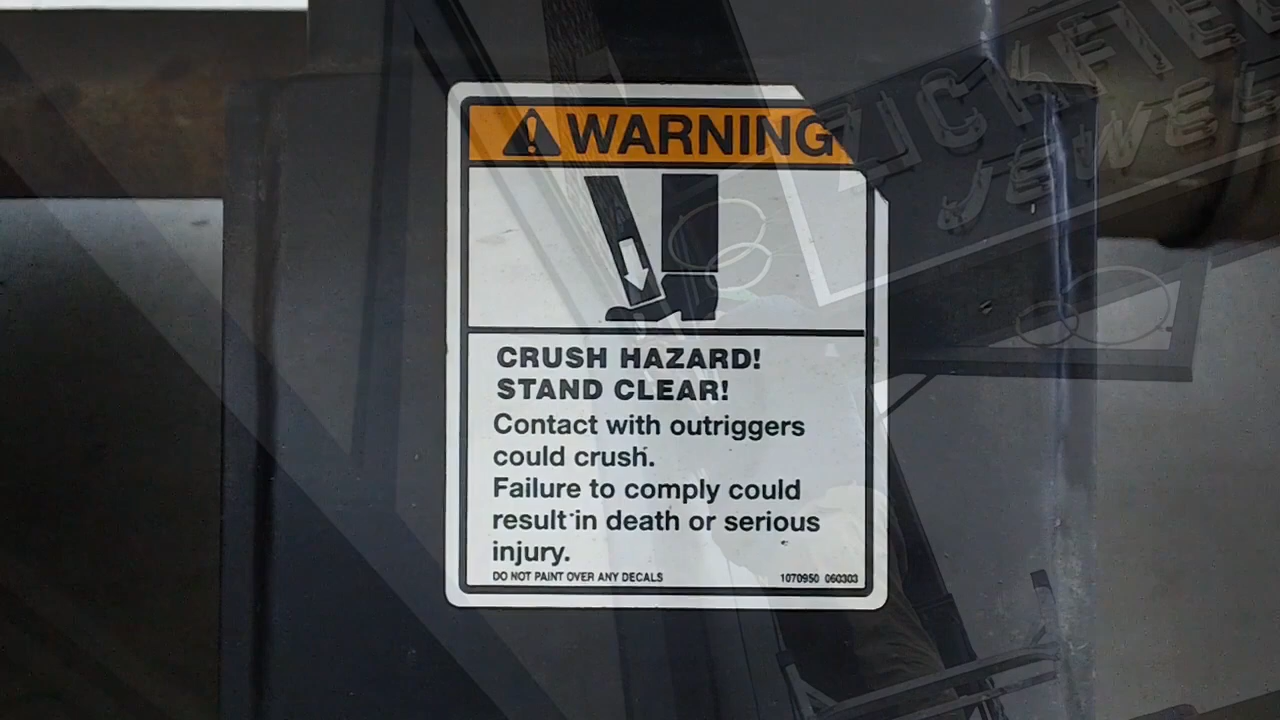 WARNING
CRUSH HAZARD!
STAND CLEAR!
Contact with outriggers
could crush.
Failure to comply could
result in death or serious
injury.
DO NOT PAINT OVER ANY DECALS 1070950 060303